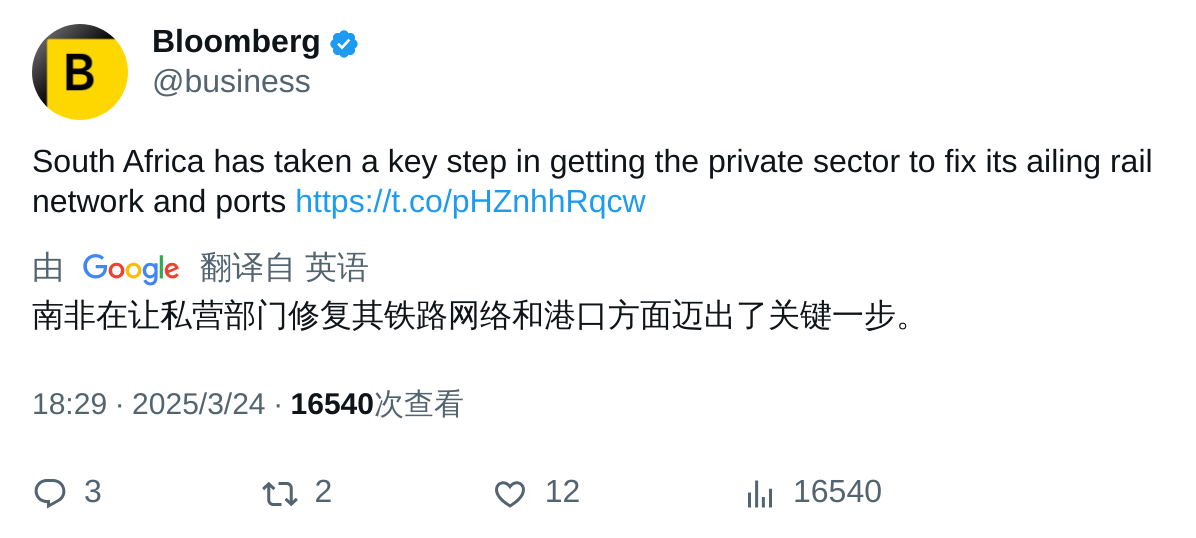 B
Bloomberg
@business
South Africa has taken a key step in getting the private sector to fix its ailing rail
network and ports https://t.co/pHZnhhRqcw
由 Google 翻译自 英语
南非在让私营部门修复其铁路网络和港口方面迈出了关键一步。
18:29 · 2025/3/24 · 16540次查看
3 2 12 16540